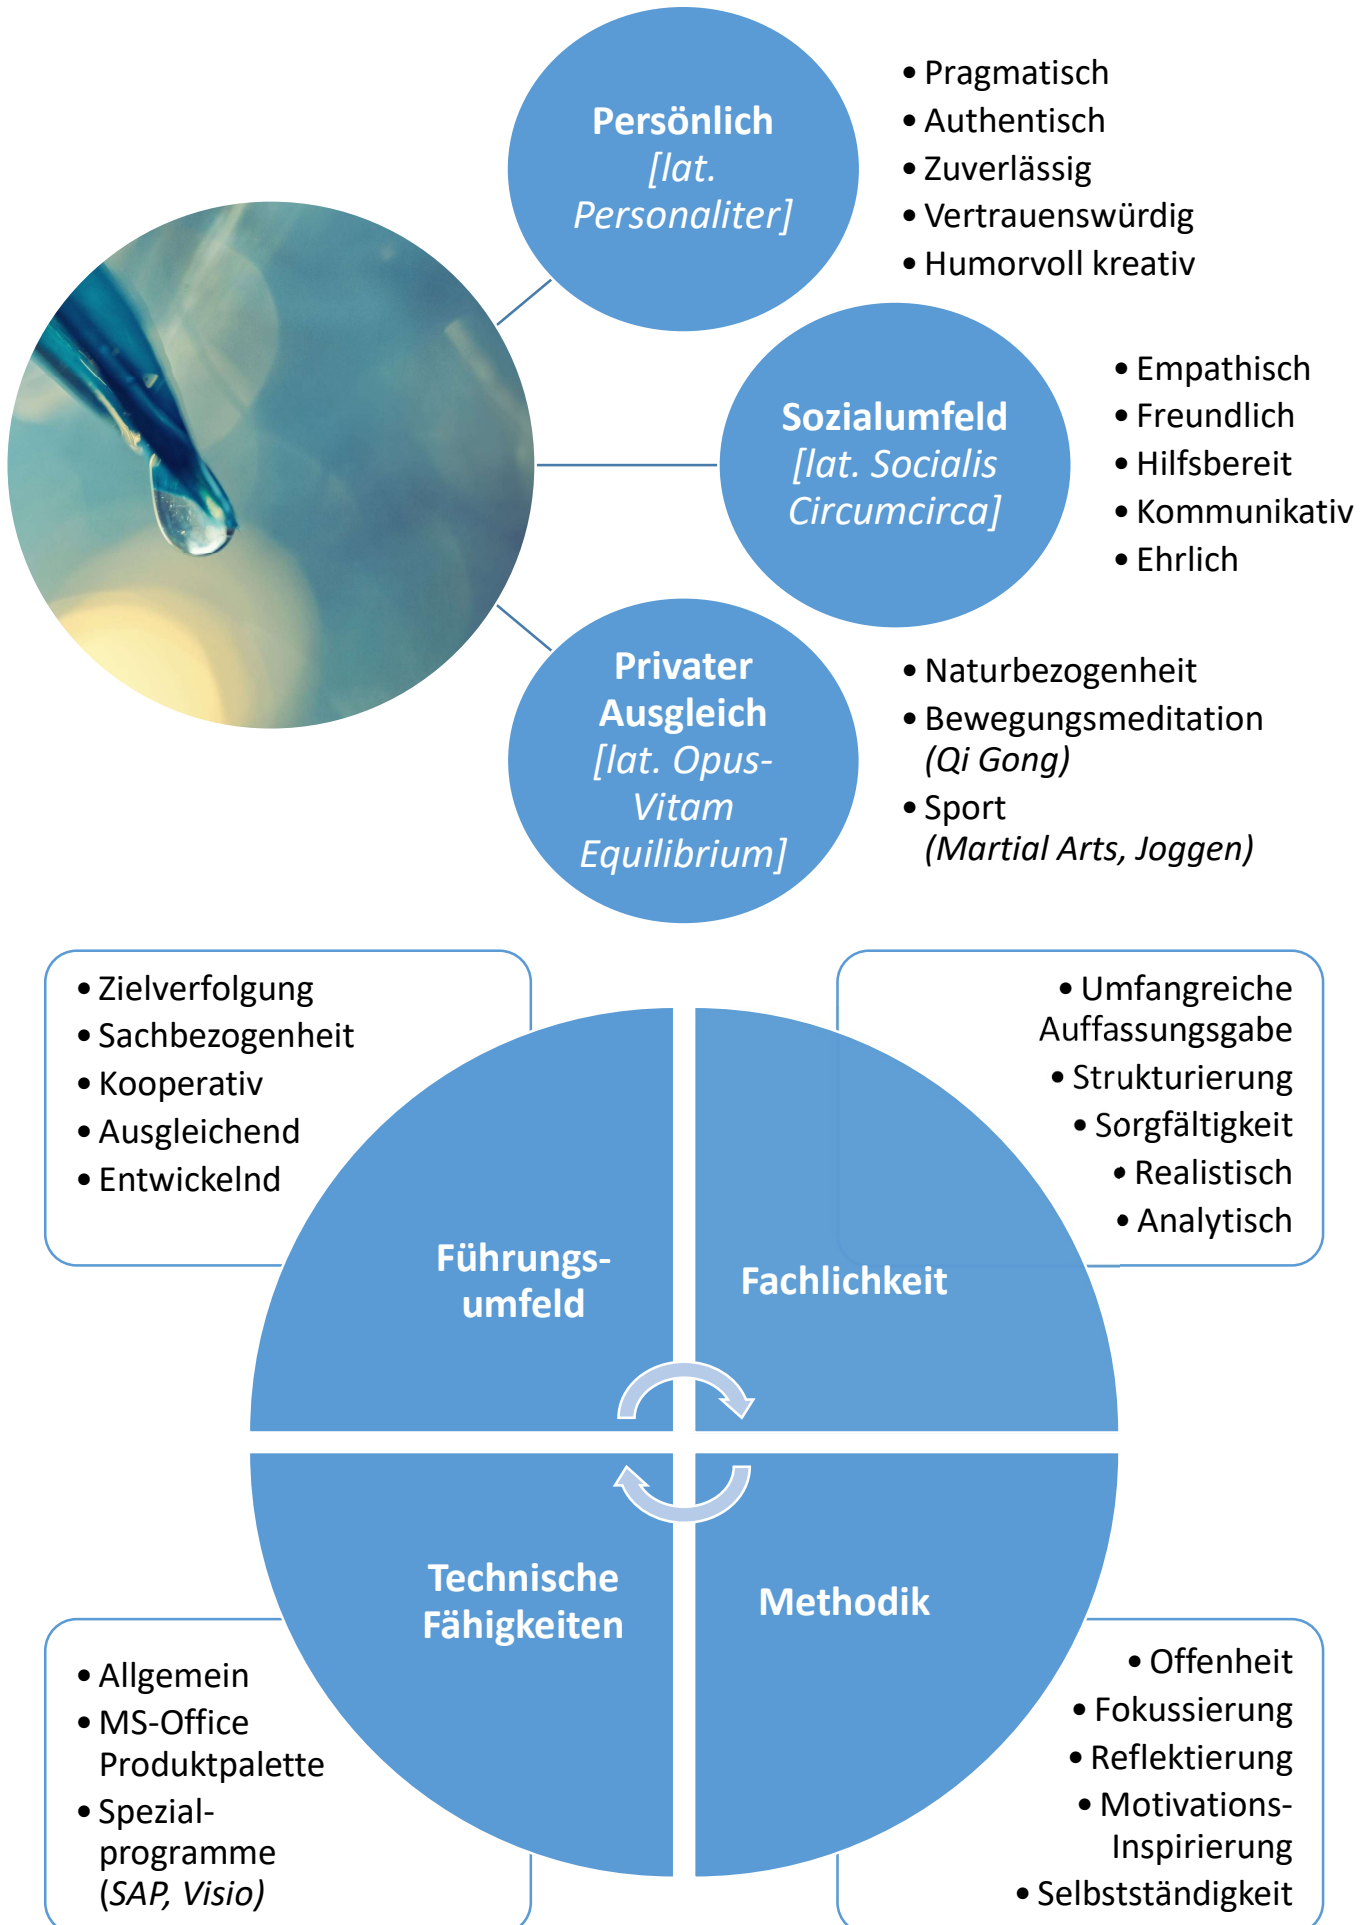 Persönlich
[lat.
Personaliter]
• Pragmatisch
• Authentisch
• Zuverlässig
• Vertrauenswürdig
• Humorvoll kreativ
Sozialumfeld
[lat. Socialis
Circumcirca]
• Empathisch
• Freundlich
• Hilfsbereit
• Kommunikativ
• Ehrlich
Privater
Ausgleich
[lat. Opus-
Vitam
Equilibrium]
• Naturbezogenheit
• Bewegungsmeditation
(Qi Gong)
• Sport
(Martial Arts, Joggen)
• Zielverfolgung
• Sachbezogenheit
• Kooperativ
• Ausgleichend
• Entwickelnd
Führungs-
umfeld
• Umfangreiche
Auffassungsgabe
• Strukturierung
• Sorgfältigkeit
• Realistisch
• Analytisch
Fachlichkeit
Technische
Fähigkeiten
• Allgemein
• MS-Office
Produktpalette
• Spezial-
programme
(SAP, Visio)
Methodik
• Offenheit
• Fokussierung
• Reflektierung
• Motivations-
Inspirierung
• Selbstständigkeit